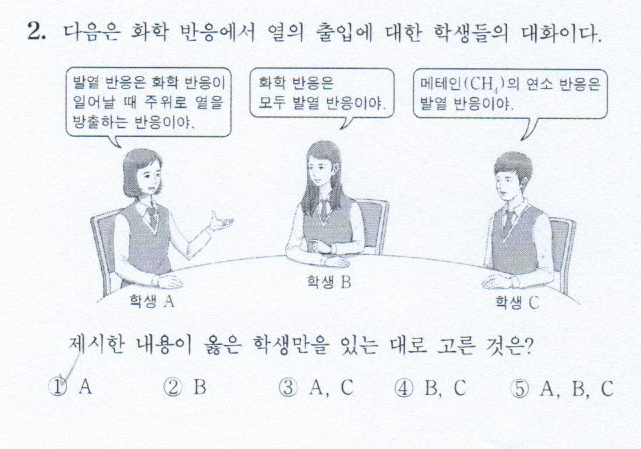 2. 다음은 화학 반응에서 열의 출입에 대한 학생들의 대화이다.
발열 반응은 화학 반응이
일어날 때 주위로 열을
방출하는 반응이야.
화학 반응은
모두 발열 반응이야.
메테인(CH₄)의 연소 반응은
발열 반응이야.
학생 A
학생 B
학생 C
제시한 내용이 옳은 학생만을 있는 대로 고른 것은?
① A ② B ③ A, C ④ B, C ⑤ A, B, C